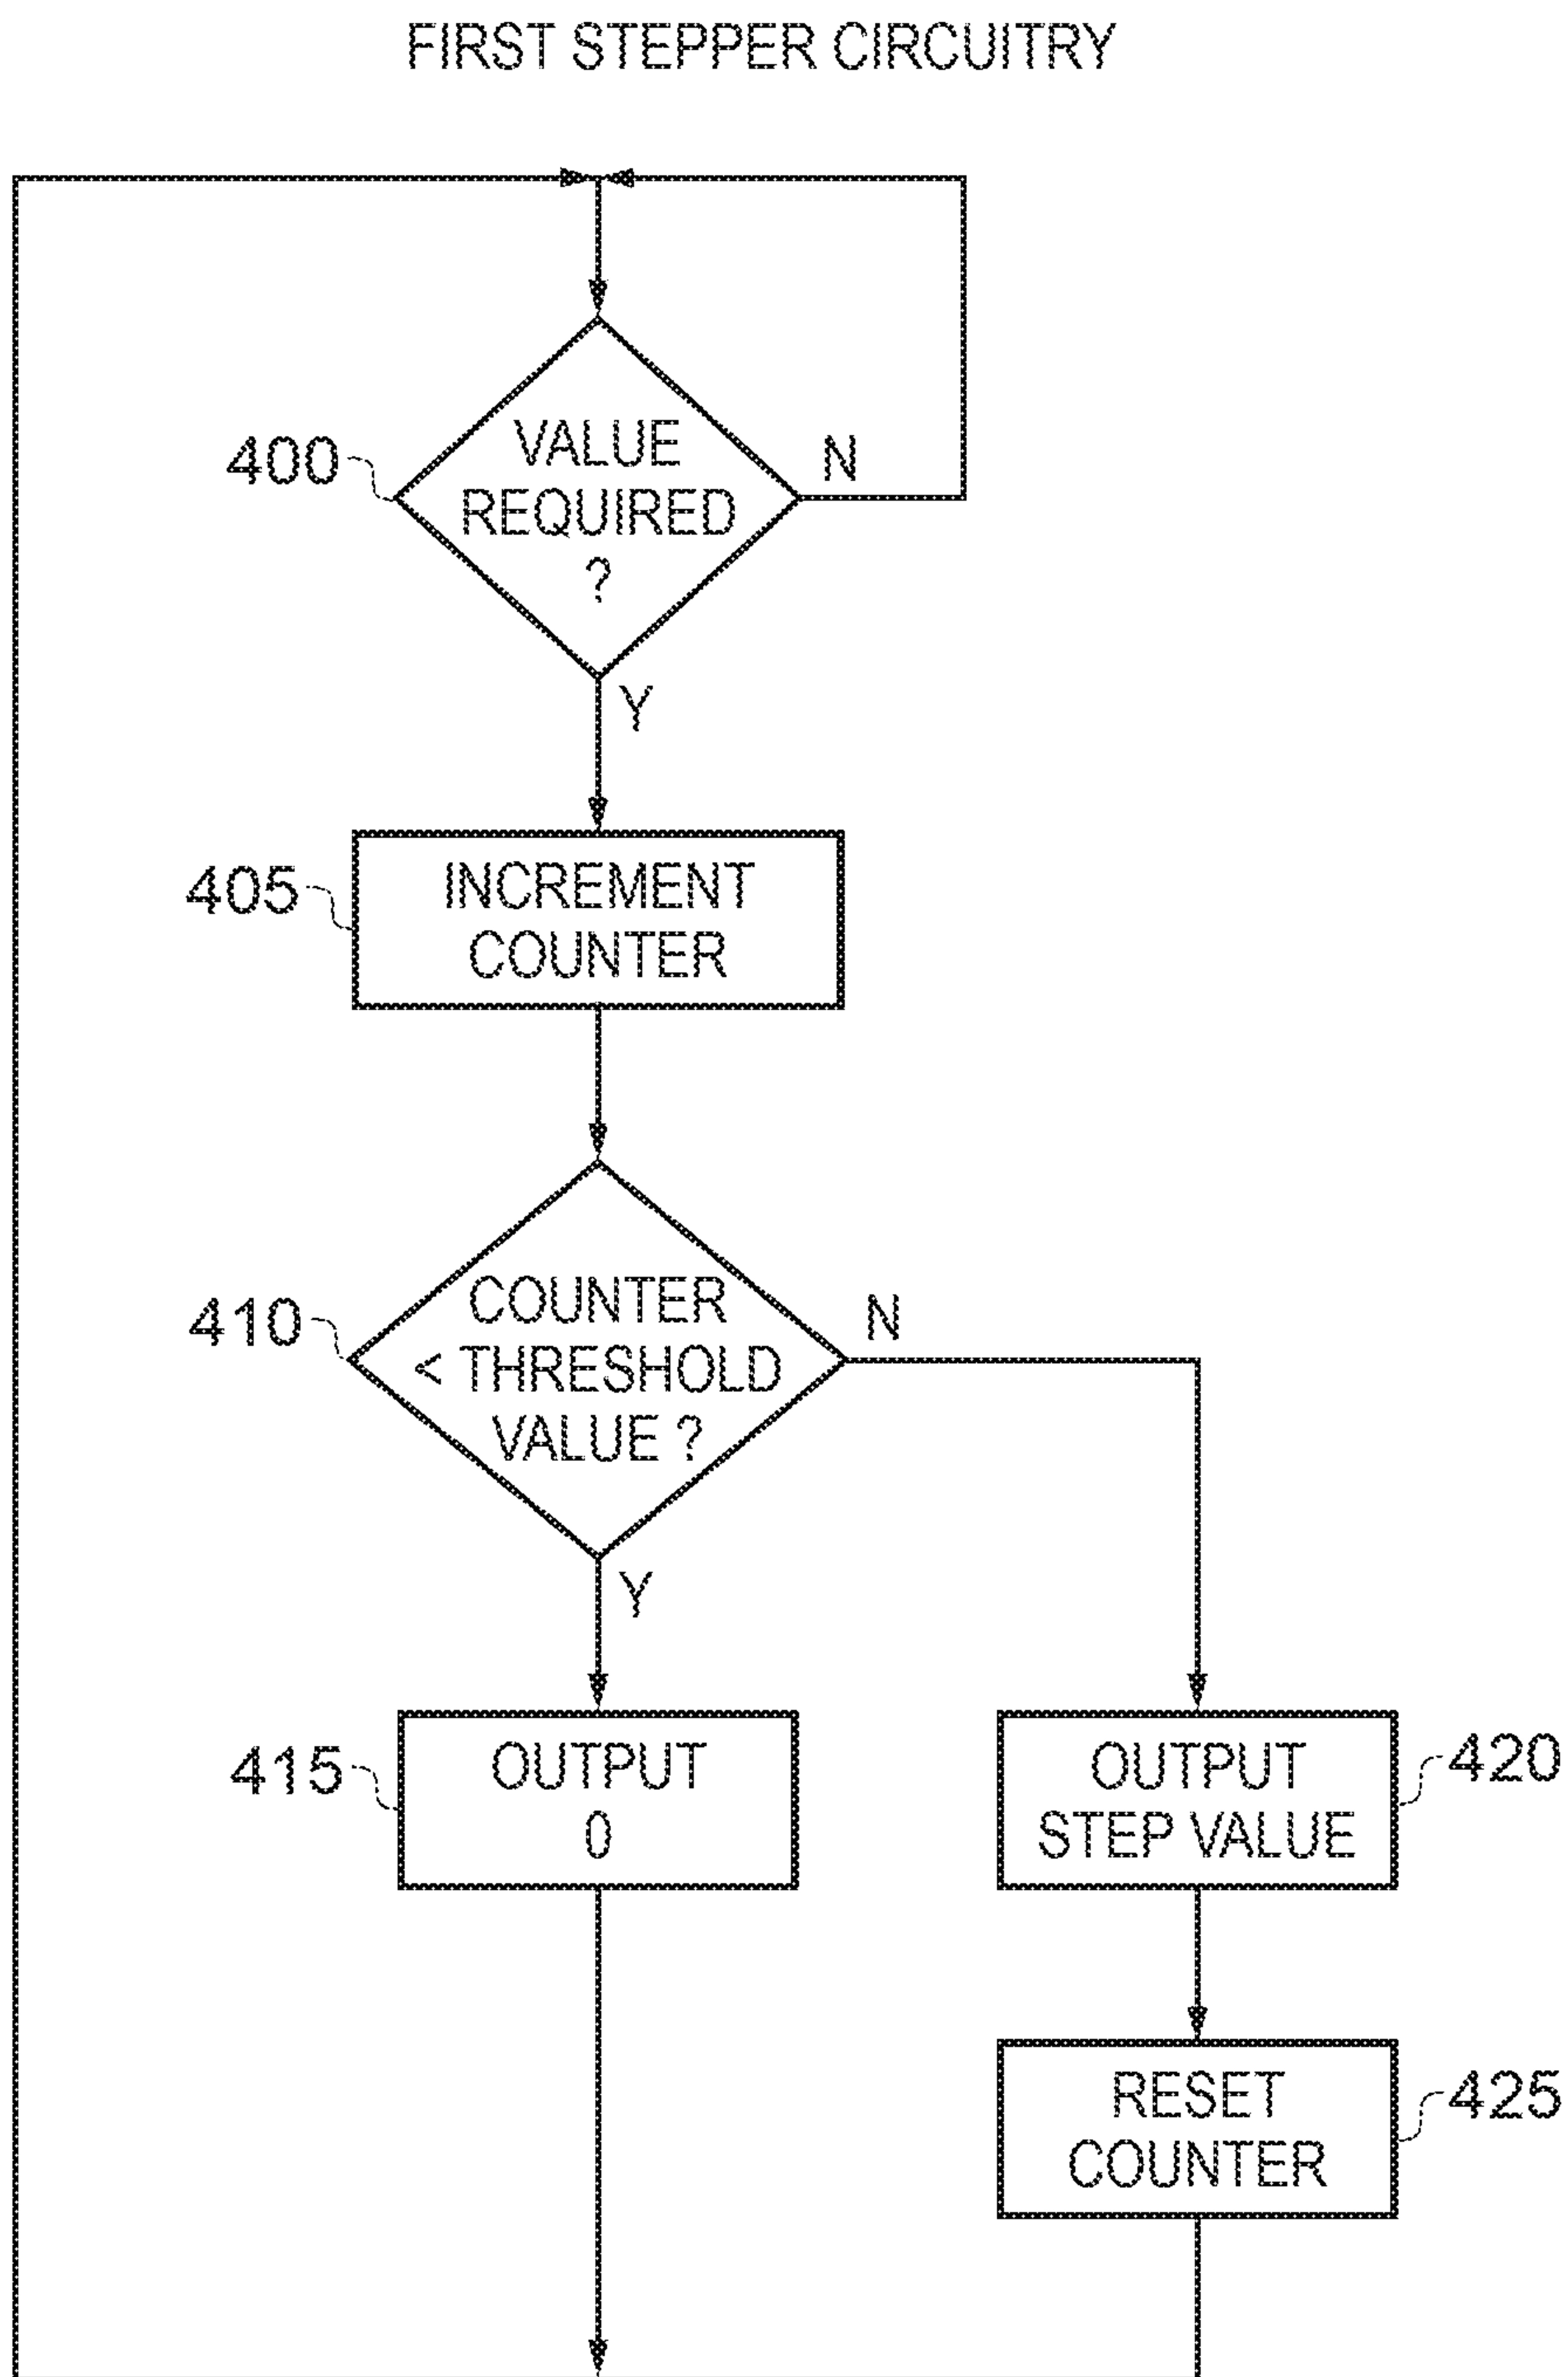 FIRST STEPPER CIRCUITRY
400
VALUE
REQUIRED
?
N
Y
405
INCREMENT
COUNTER
410
COUNTER
< THRESHOLD
VALUE ?
N
Y
415
OUTPUT
0
OUTPUT
STEP VALUE
420
RESET
COUNTER
425